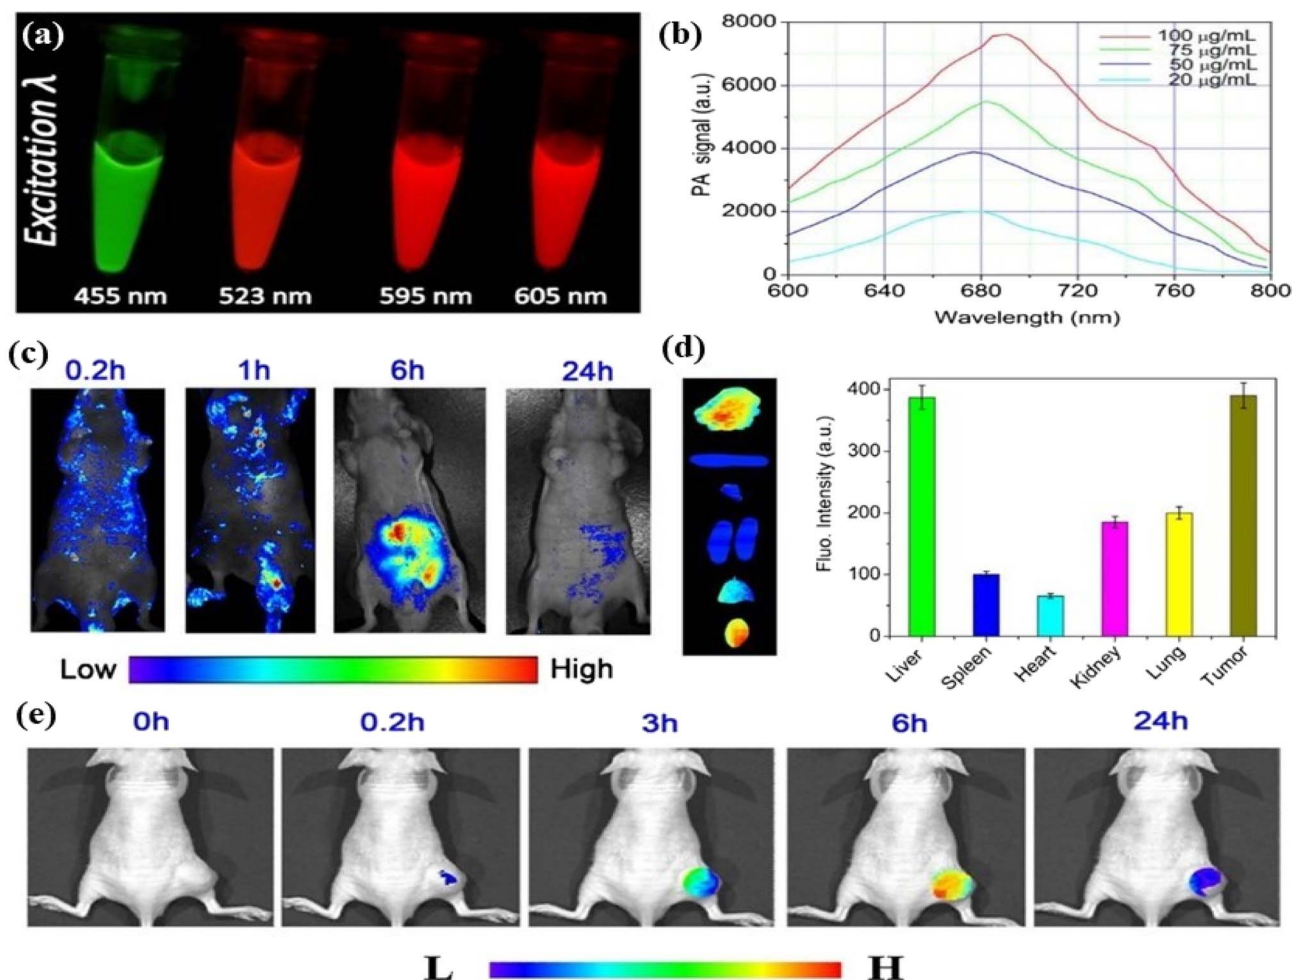 (a)
Excitation λ
455 nm 523 nm 595 nm 605 nm
(b)
8000
6000
4000
2000
0
PA signal (a.u.)
100 μg/mL
75 μg/mL
50 μg/mL
20 μg/mL
600 640 680 720 760 800
Wavelength (nm)
(c)
0.2h 1h 6h 24h
Low High
(d)
400
300
200
100
0
Fluo. Intensity (a.u.)
Liver Spleen Heart Kidney Lung Tumor
(e)
0h 0.2h 3h 6h 24h
L H